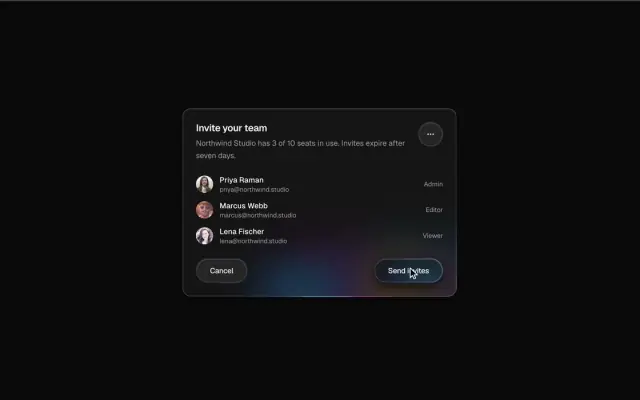 Invite your team
Northwind Studio has 3 of 10 seats in use. Invites expire after
seven days.
Priya Raman
priya@northwind.studio
Admin
Marcus Webb
marcus@northwind.studio
Editor
Lena Fischer
lena@northwind.studio
Viewer
Cancel
Send invites